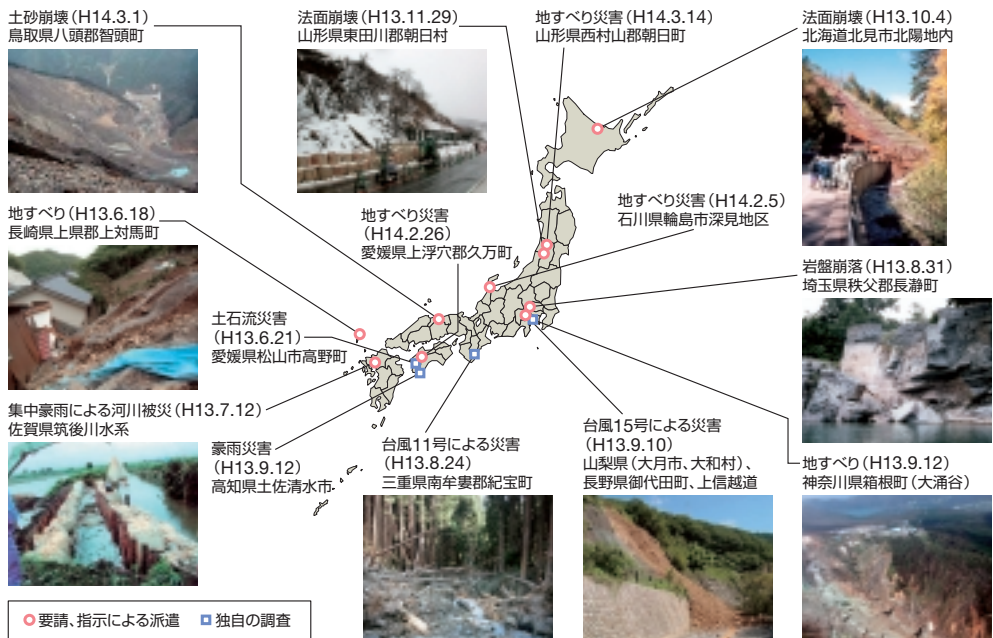 土砂崩壊（H14.3.1）
鳥取県八頭郡智頭町
法面崩壊（H13.11.29）
山形県東田川郡朝日村
地すべり災害（H14.3.14）
山形県西村山郡朝日町
法面崩壊（H13.10.4）
北海道北見市北陽地内
地すべり災害（H14.2.5）
石川県輪島市深見地区
地すべり（H13.6.18）
長崎県上県郡上対馬町
地すべり災害
（H14.2.26）
愛媛県上浮穴郡久万町
岩盤崩落（H13.8.31）
埼玉県秩父郡長瀞町
土石流災害
（H13.6.21）
愛媛県松山市高野町
集中豪雨による河川被災（H13.7.12）
佐賀県筑後川水系
豪雨災害
（H13.9.12）
高知県土佐清水市
台風11号による災害
（H13.8.24）
三重県南牟婁郡紀宝町
台風15号による災害
（H13.9.10）
山梨県（大月市、大和村）、
長野県御代田町、上信越道
地すべり（H13.9.12）
神奈川県箱根町（大涌谷）
要請、指示による派遣 独自の調査